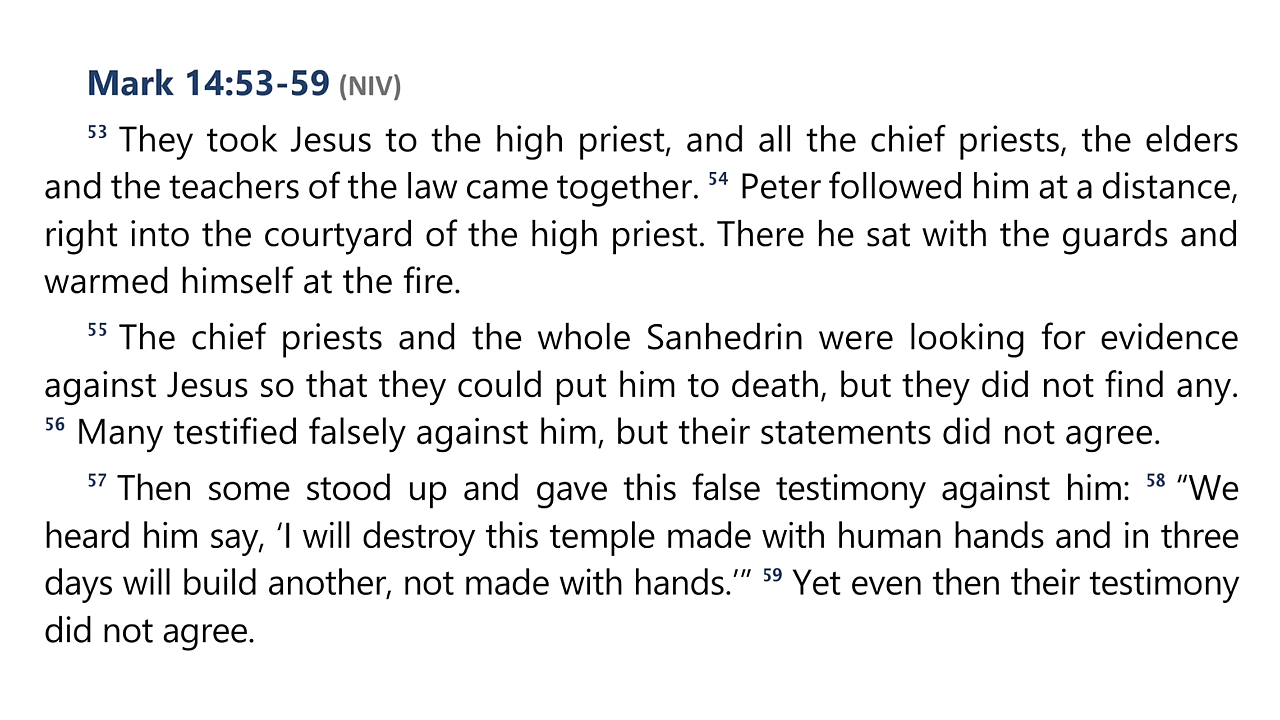 Mark 14:53-59 (NIV)
53 They took Jesus to the high priest, and all the chief priests, the elders
and the teachers of the law came together. 54 Peter followed him at a distance,
right into the courtyard of the high priest. There he sat with the guards and
warmed himself at the fire.
55 The chief priests and the whole Sanhedrin were looking for evidence
against Jesus so that they could put him to death, but they did not find any.
56 Many testified falsely against him, but their statements did not agree.
57 Then some stood up and gave this false testimony against him: 58 “We
heard him say, ‘I will destroy this temple made with human hands and in three
days will build another, not made with hands.’” 59 Yet even then their testimony
did not agree.